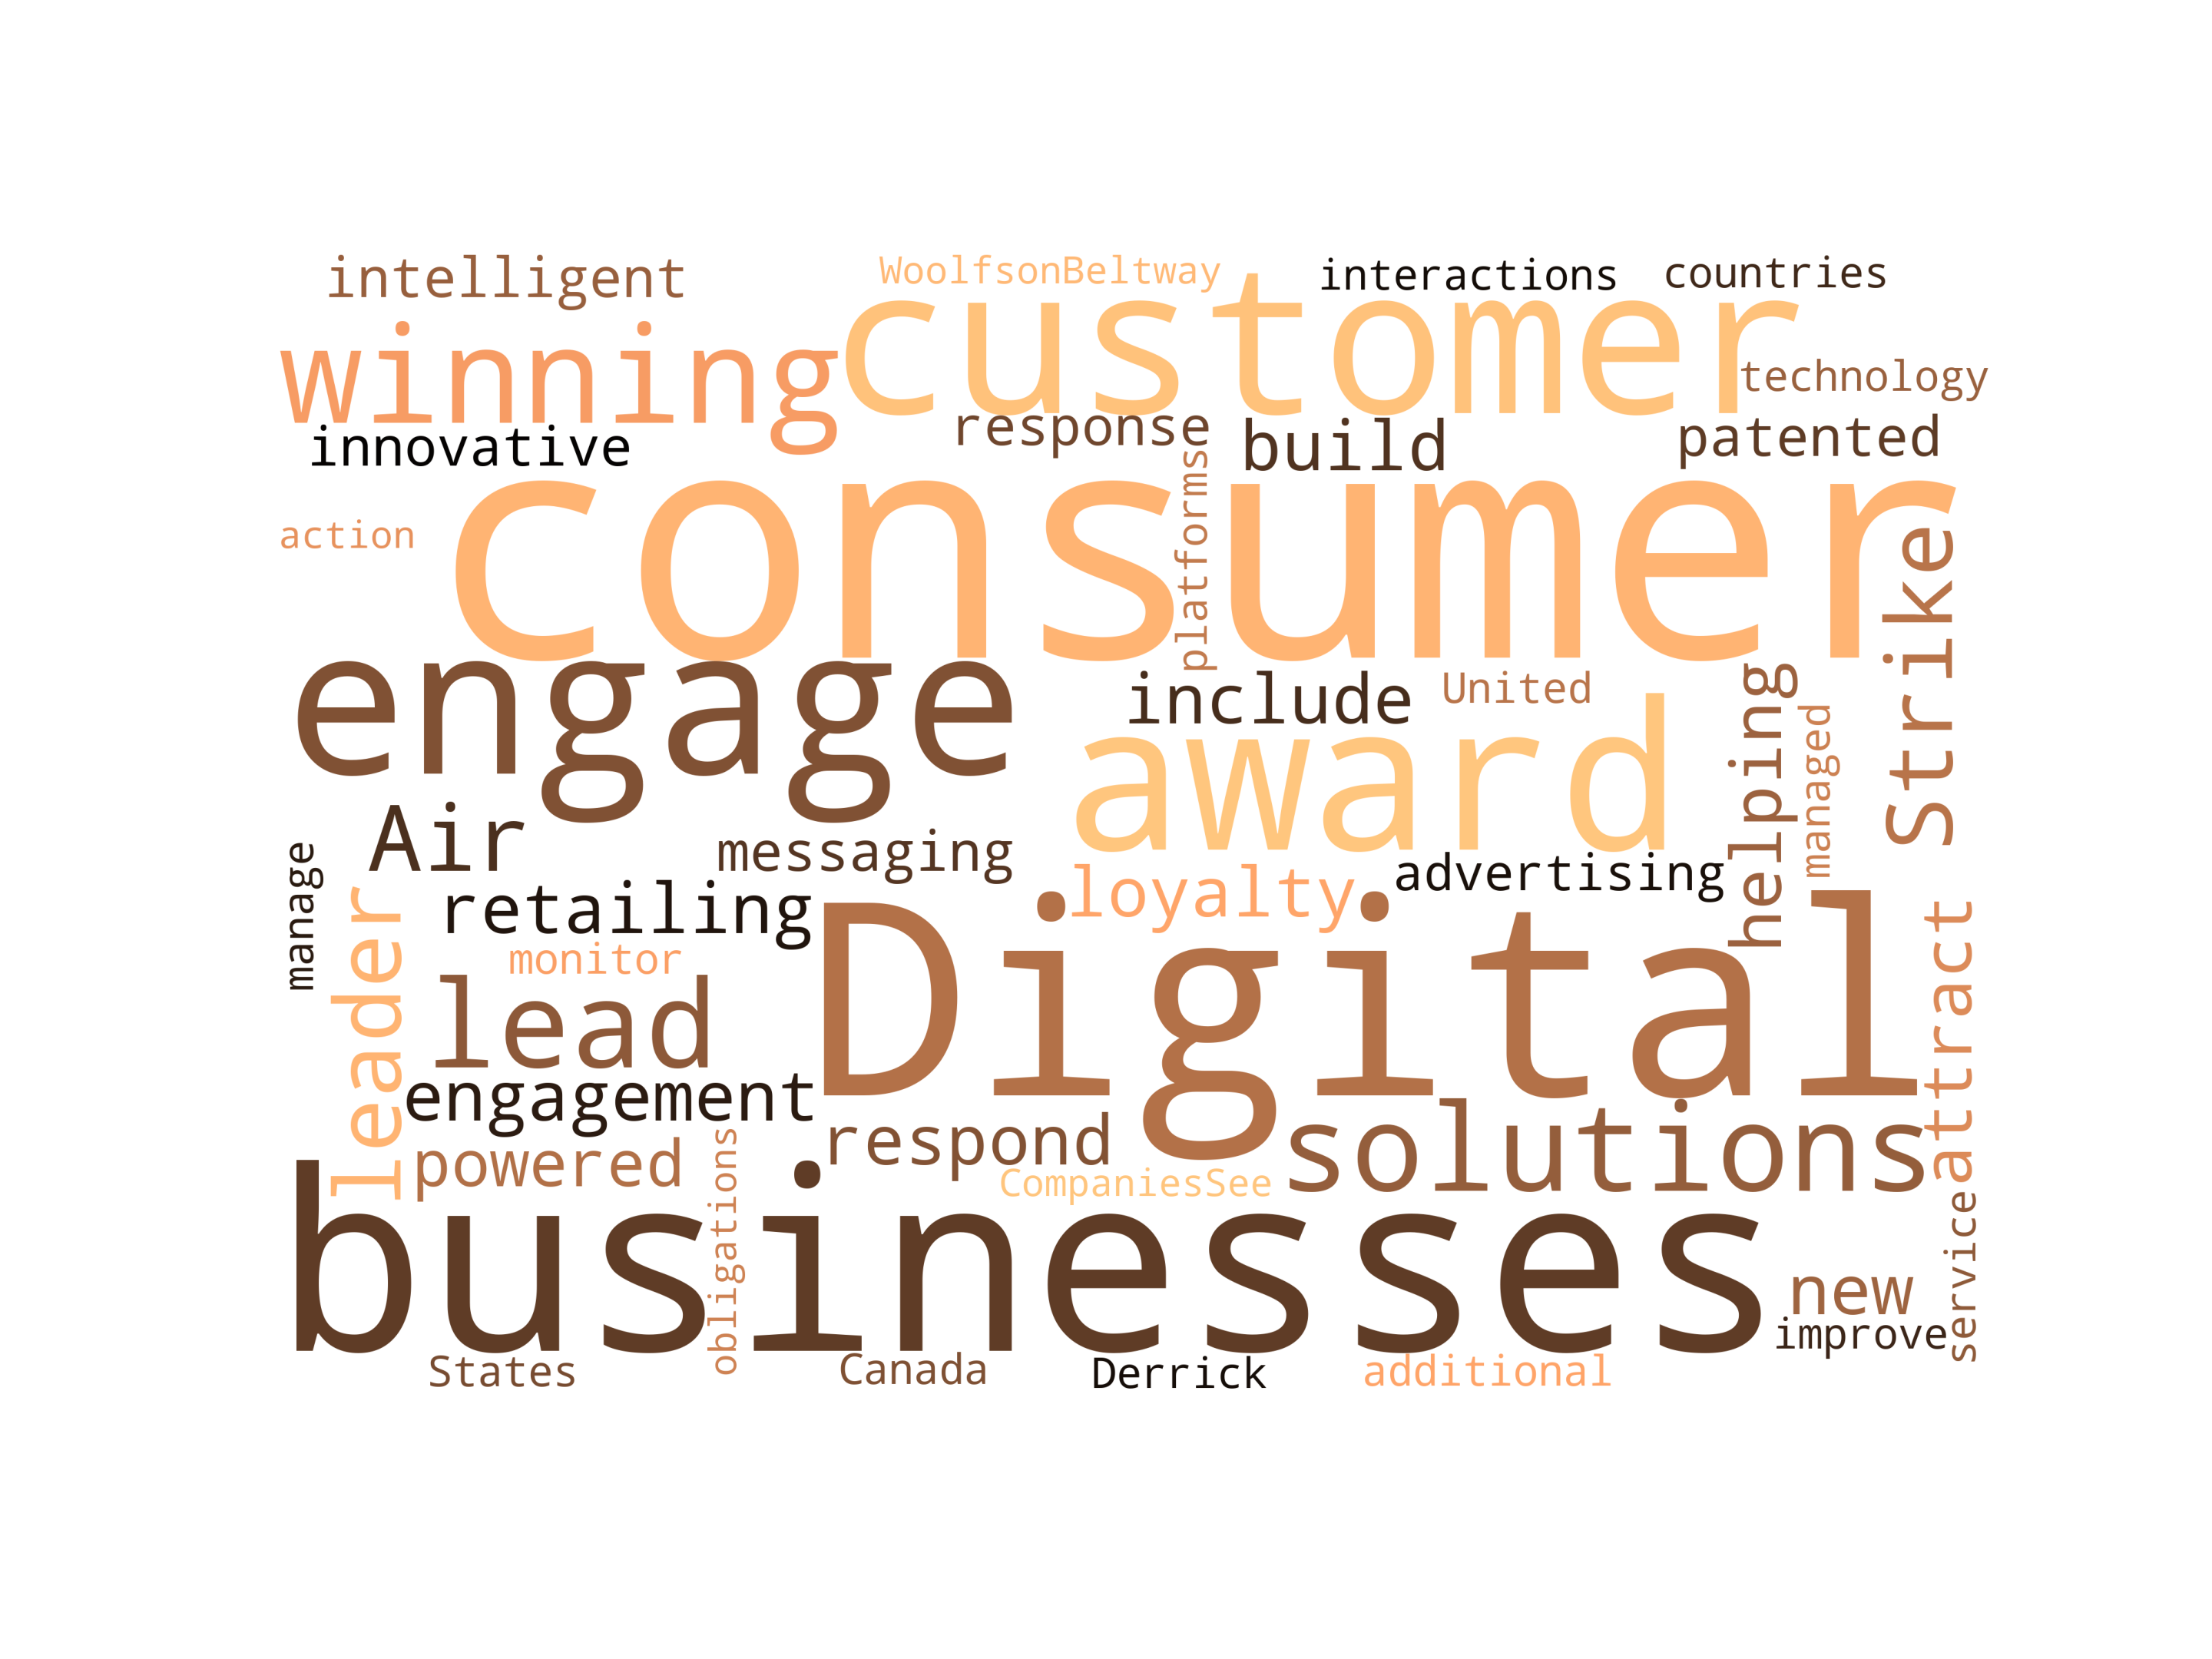 intelligent
WoolfsonBeltway
interactions
countries
winning
customer
technology
innovative
response
build
patented
action
consumer
platforms
Strike
engage
include
United
award
helping
managed
Air
messaging
manage
leader
retailing
loyalty
advertising
monitor
lead
Digital
attract
engagement
powered
respond
solutions
obligations
CompaniesSee
businesses
new
improve
service
States
Canada
Derrick
additional